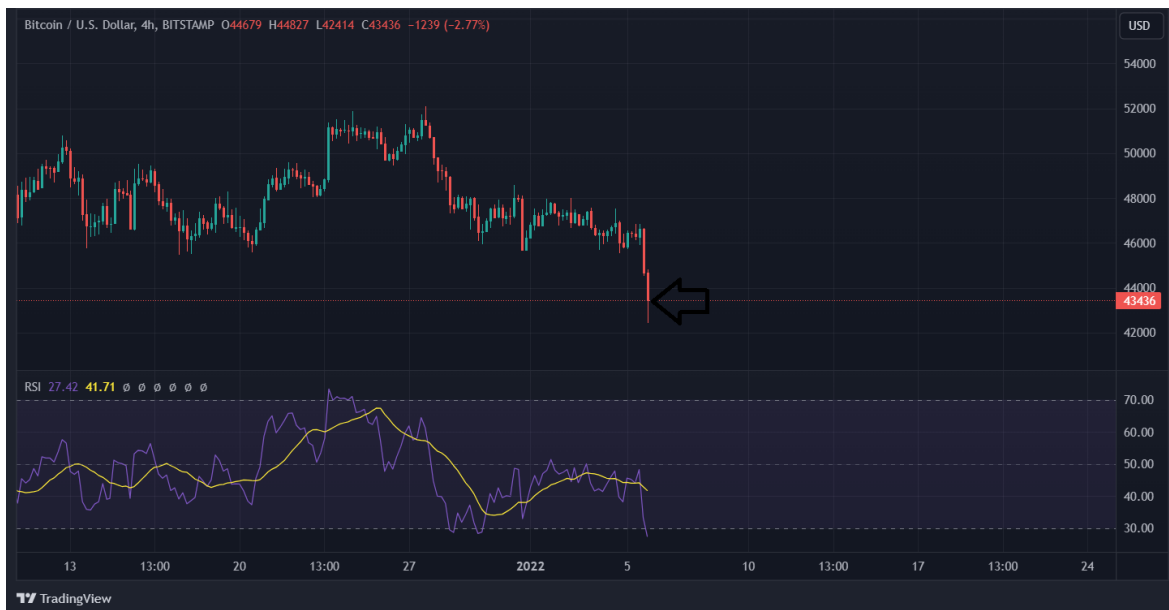 Bitcoin / U.S. Dollar, 4h, BITSTAMP O44679 H44827 L42414 C43436 −1239 (−2.77%)
USD
54000
52000
50000
48000
46000
44000
43436
42000
RSI 27.42 41.71 ø ø ø ø ø ø
70.00
60.00
50.00
40.00
30.00
13 13:00 20 13:00 27 2022 5 10 13:00 17 13:00 24
TradingView